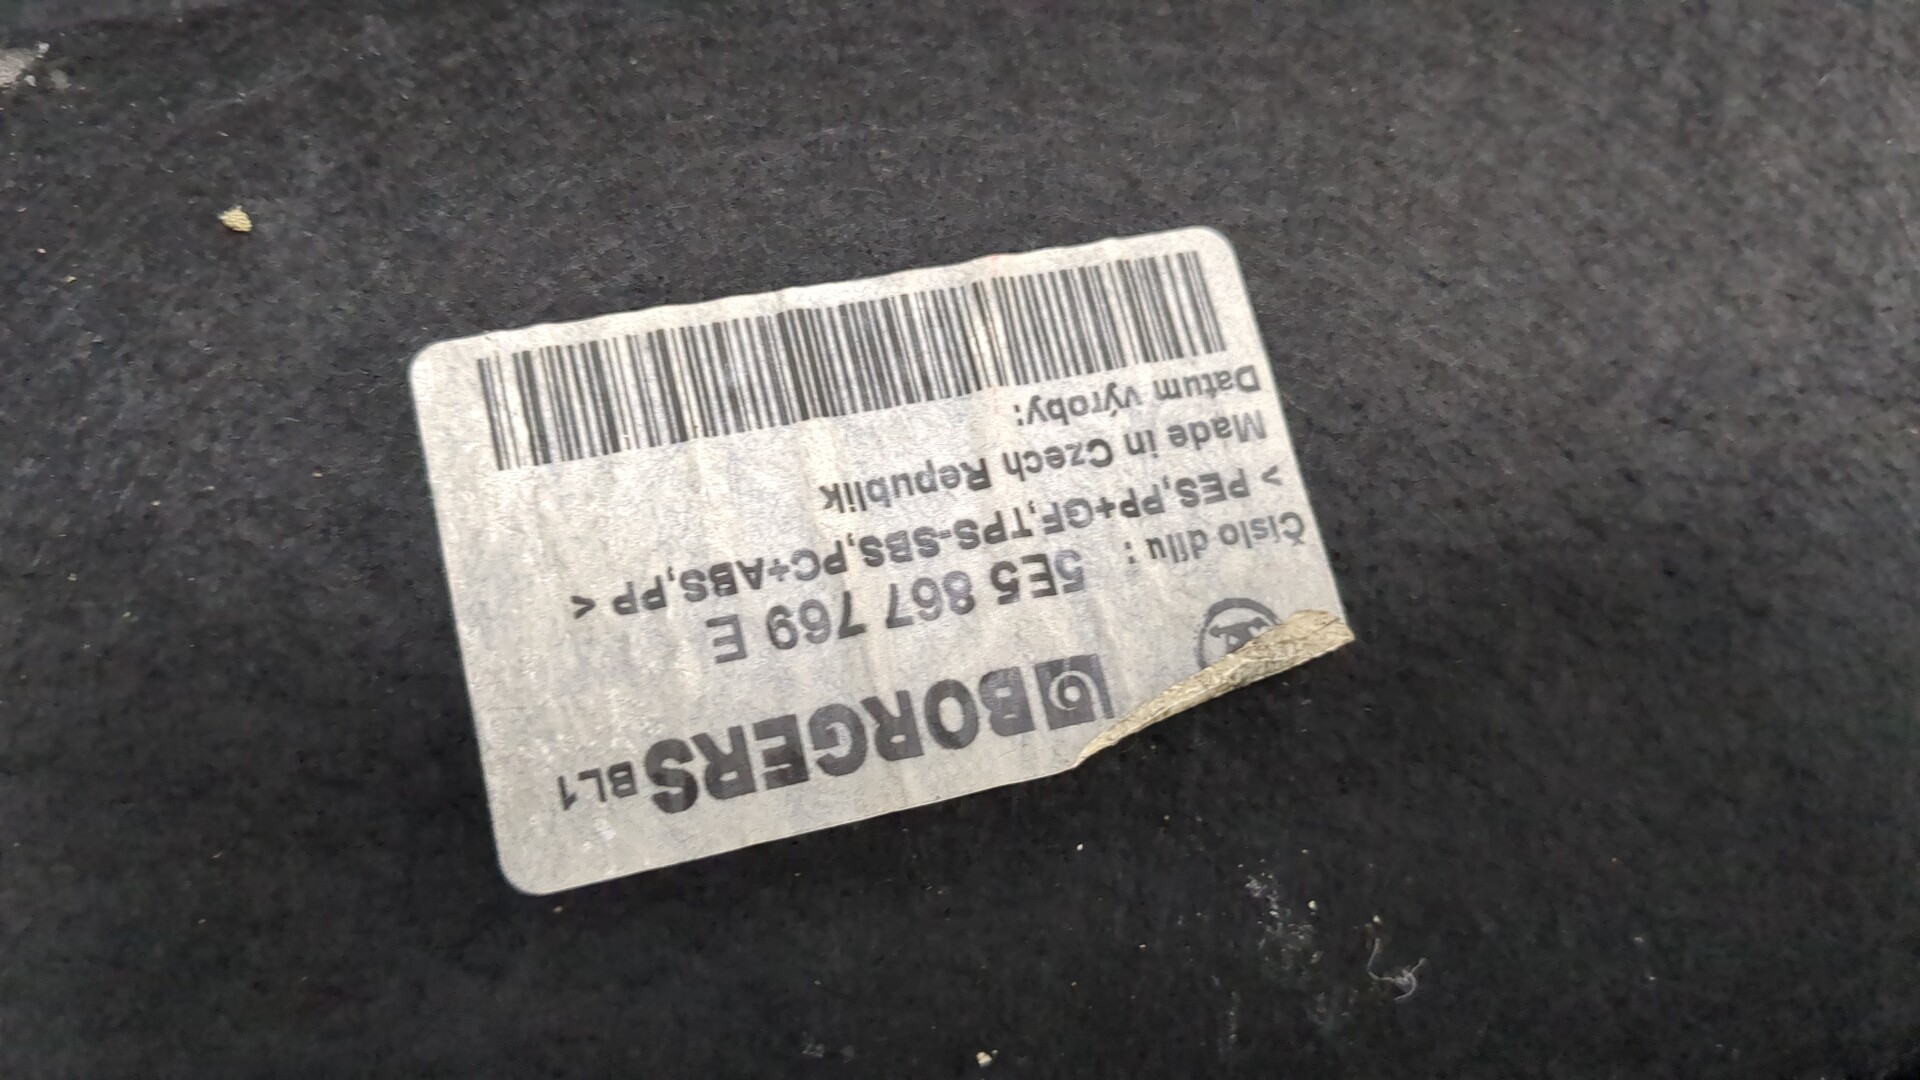 BORGERS BL1
5E5 867 769 E
Číslo dílu :
> PES,PP+GF,TPS-SBS,PC+ABS,PP <
Made in Czech Republik
Datum výroby: